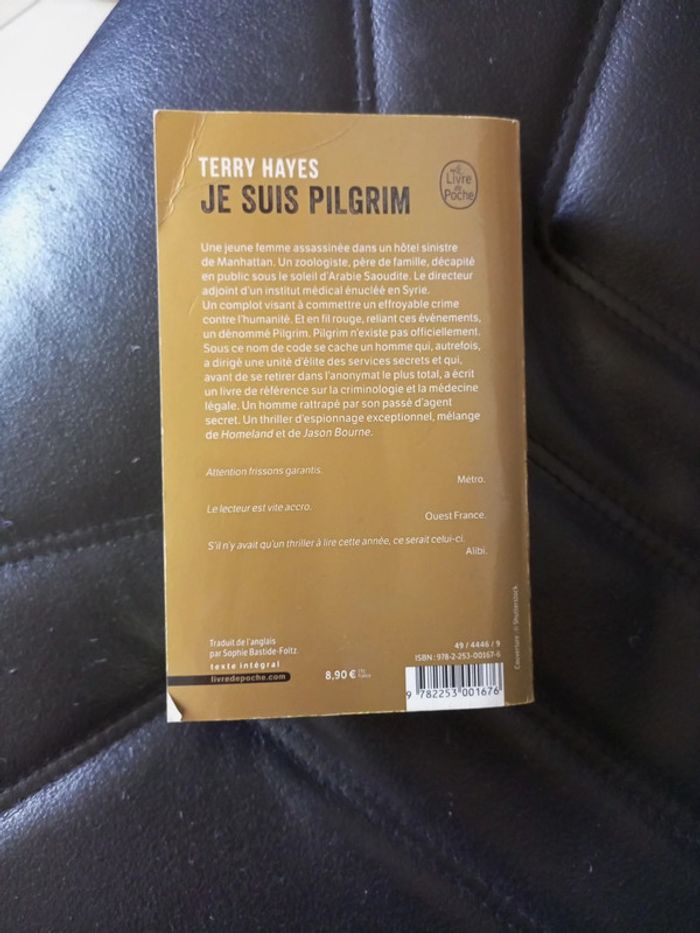 TERRY HAYES
JE SUIS PILGRIM
Le
Livre
de
Poche
Une jeune femme assassinée dans un hôtel sinistre
de Manhattan. Un zoologiste, père de famille, décapité
en public sous le soleil d'Arabie Saoudite. Le directeur
adjoint d'un institut médical énucléé en Syrie.
Un complot visant à commettre un effroyable crime
contre l'humanité. Et en fil rouge, reliant ces événements,
un dénommé Pilgrim. Pilgrim n'existe pas officiellement.
Sous ce nom de code se cache un homme qui, autrefois,
a dirigé une unité d'élite des services secrets et qui,
avant de se retirer dans l'anonymat le plus total, a écrit
un livre de référence sur la criminologie et la médecine
légale. Un homme rattrapé par son passé d'agent
secret. Un thriller d'espionnage exceptionnel, mélange
de Homeland et de Jason Bourne.
Attention frissons garantis.
Métro.
Le lecteur est vite accro.
Ouest France.
S'il n'y avait qu'un thriller à lire cette année, ce serait celui-ci.
Alibi.
Traduit de l'anglais
par Sophie Bastide-Foltz.
texte intégral
livredepoche.com
8,90 € TTC
France
49 / 4446 / 9
ISBN : 978-2-253-00167-6
9 782253 001676
Couverture : © Shutterstock.